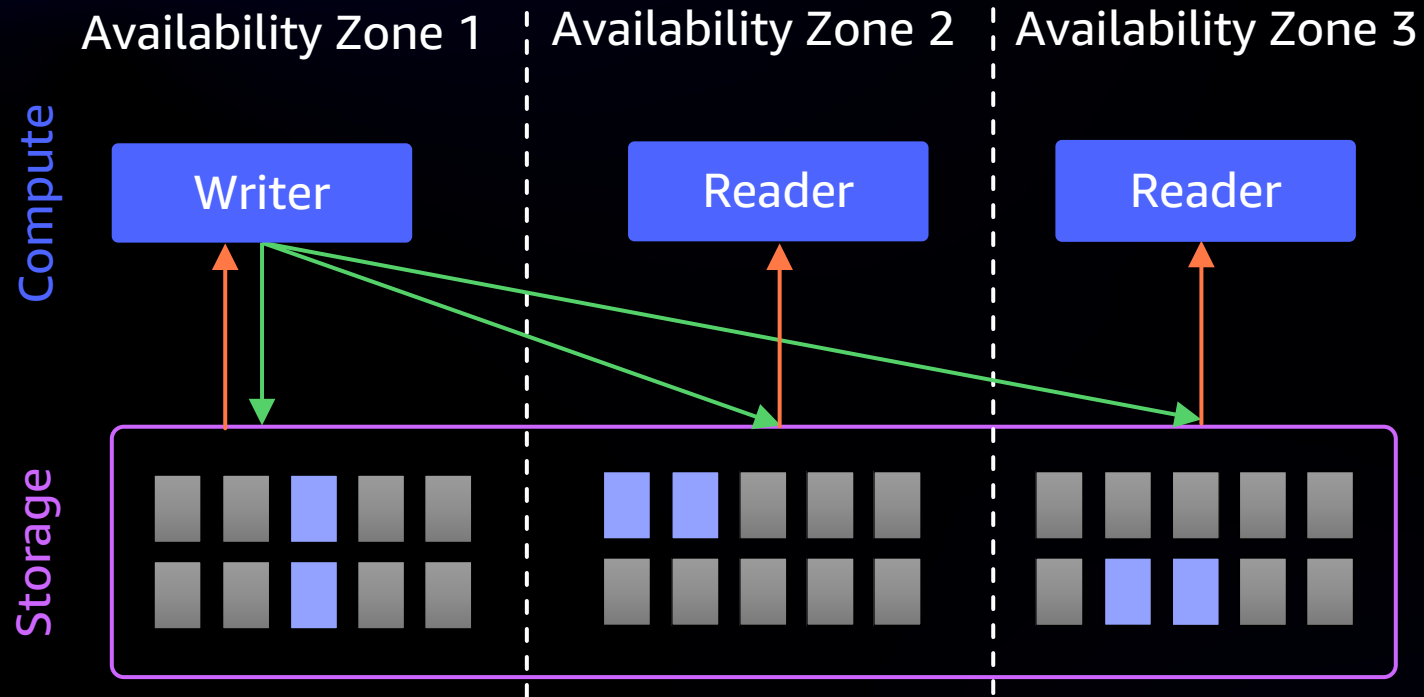 Availability Zone 1
Availability Zone 2
Availability Zone 3
Compute
Writer
Reader
Reader
Storage